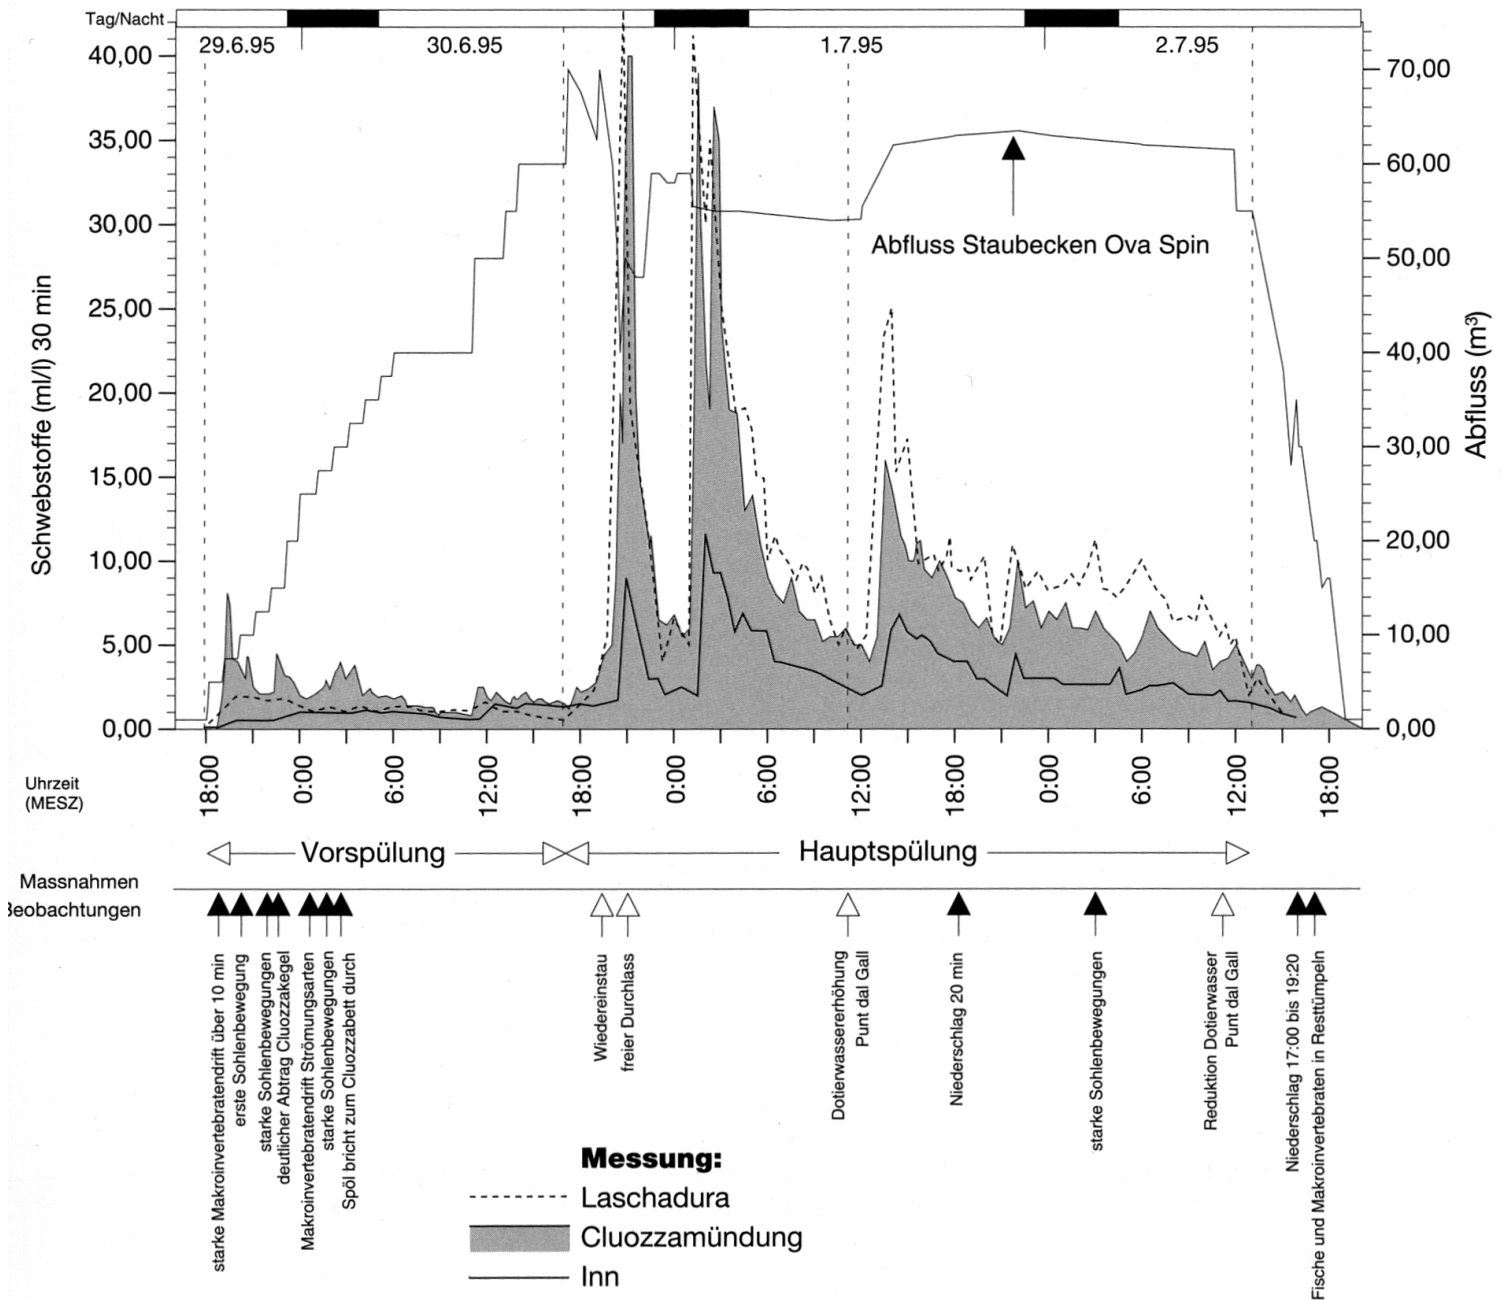 Tag/Nacht
29.6.95 30.6.95 1.7.95 2.7.95
40,00
35,00
30,00
25,00
20,00
15,00
10,00
5,00
0,00
Schwebstoffe (ml/l) 30 min
70,00
60,00
50,00
40,00
30,00
20,00
10,00
0,00
Abfluss (m³)
Abfluss Staubecken Ova Spin
Uhrzeit
(MESZ)
18:00 0:00 6:00 12:00 18:00 0:00 6:00 12:00 18:00 0:00 6:00 12:00 18:00
Vorspülung Hauptspülung
Massnahmen
Beobachtungen
starke Makroinvertebratendrift über 10 min
erste Sohlenbewegung
starke Sohlenbewegungen
deutlicher Abtrag Cluozzakegel
Makroinvertebratendrift Strömungsarten
starke Sohlenbewegungen
Spöl bricht zum Cluozzabett durch
Wiedereinstau
freier Durchlass
Dotierwassererhöhung
Punt dal Gall
Niederschlag 20 min
starke Sohlenbewegungen
Reduktion Dotierwasser
Punt dal Gall
Niederschlag 17:00 bis 19:20
Fische und Makroinvertebraten in Resttümpeln
Messung:
Laschadura
Cluozzamündung
Inn